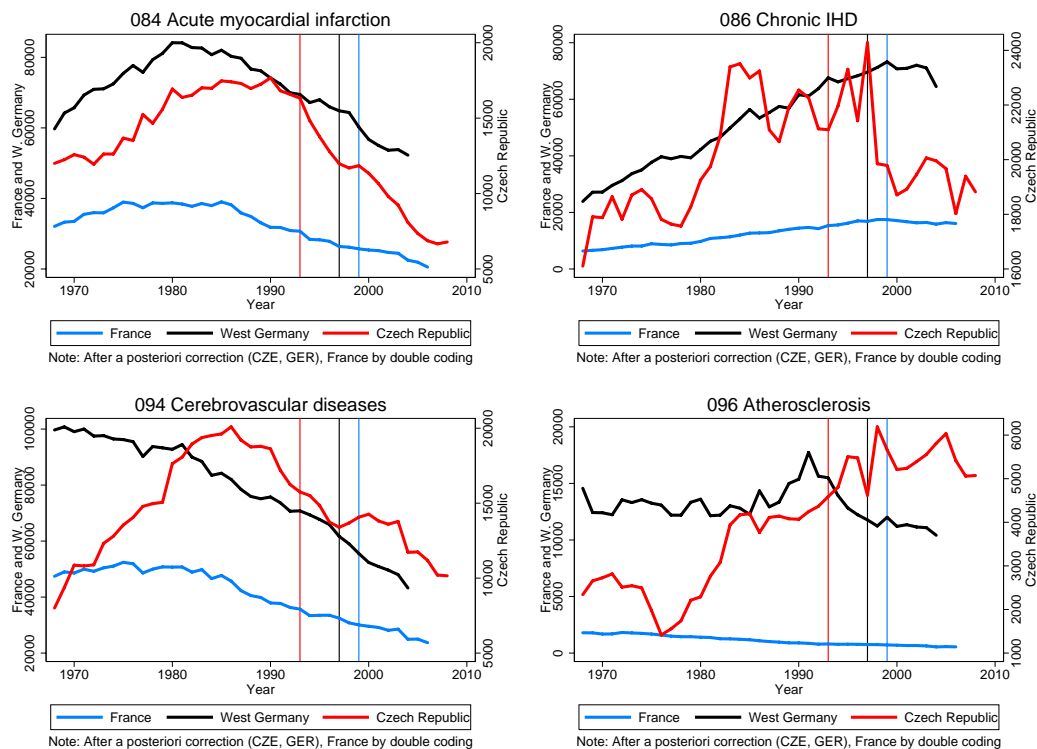 084 Acute myocardial infarction
France and W. Germany
20000 40000 60000 80000
Czech Republic
5000 10000 15000 20000
1970 1980 1990 2000 2010
Year
France West Germany Czech Republic
Note: After a posteriori correction (CZE, GER), France by double coding
086 Chronic IHD
France and W. Germany
0 20000 40000 60000 80000
Czech Republic
16000 18000 20000 22000 24000
1970 1980 1990 2000 2010
Year
France West Germany Czech Republic
Note: After a posteriori correction (CZE, GER), France by double coding
094 Cerebrovascular diseases
France and W. Germany
20000 40000 60000 80000 100000
Czech Republic
5000 10000 15000 20000
1970 1980 1990 2000 2010
Year
France West Germany Czech Republic
Note: After a posteriori correction (CZE, GER), France by double coding
096 Atherosclerosis
France and W. Germany
0 5000 10000 15000 20000
Czech Republic
1000 2000 3000 4000 5000 6000
1970 1980 1990 2000 2010
Year
France West Germany Czech Republic
Note: After a posteriori correction (CZE, GER), France by double coding